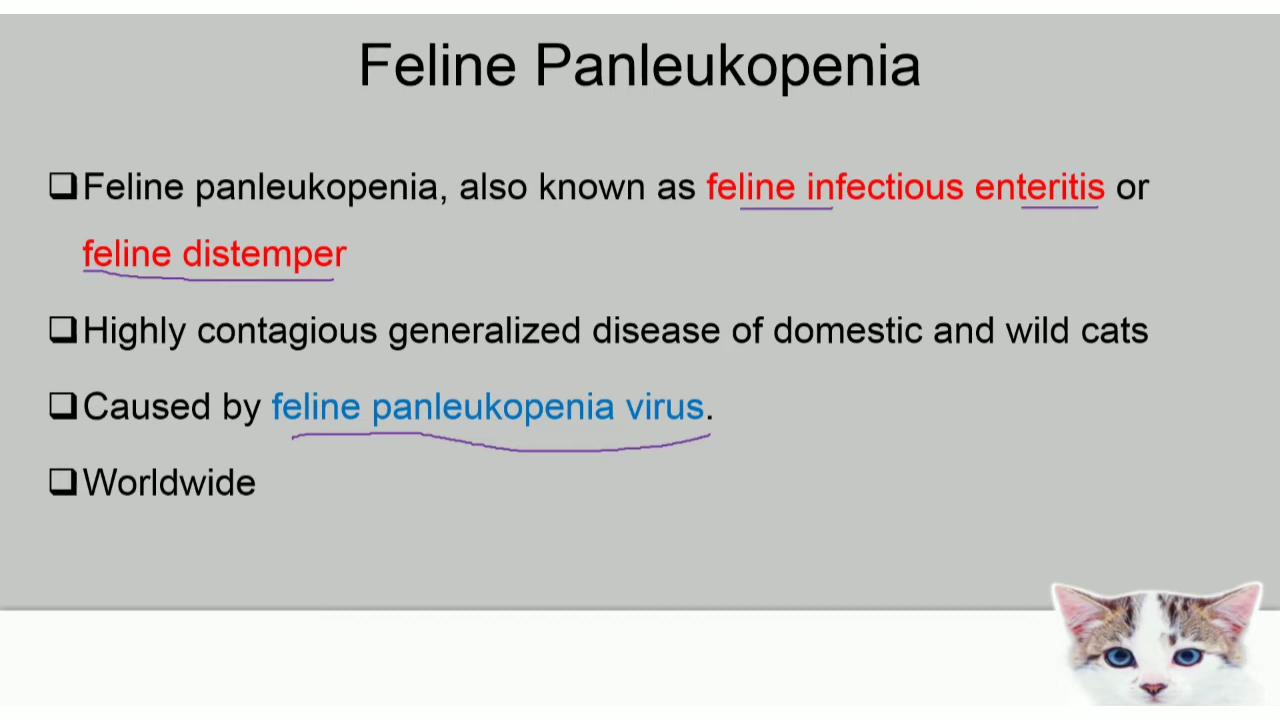 Feline Panleukopenia
❑Feline panleukopenia, also known as feline infectious enteritis or
feline distemper
❑Highly contagious generalized disease of domestic and wild cats
❑Caused by feline panleukopenia virus.
❑Worldwide